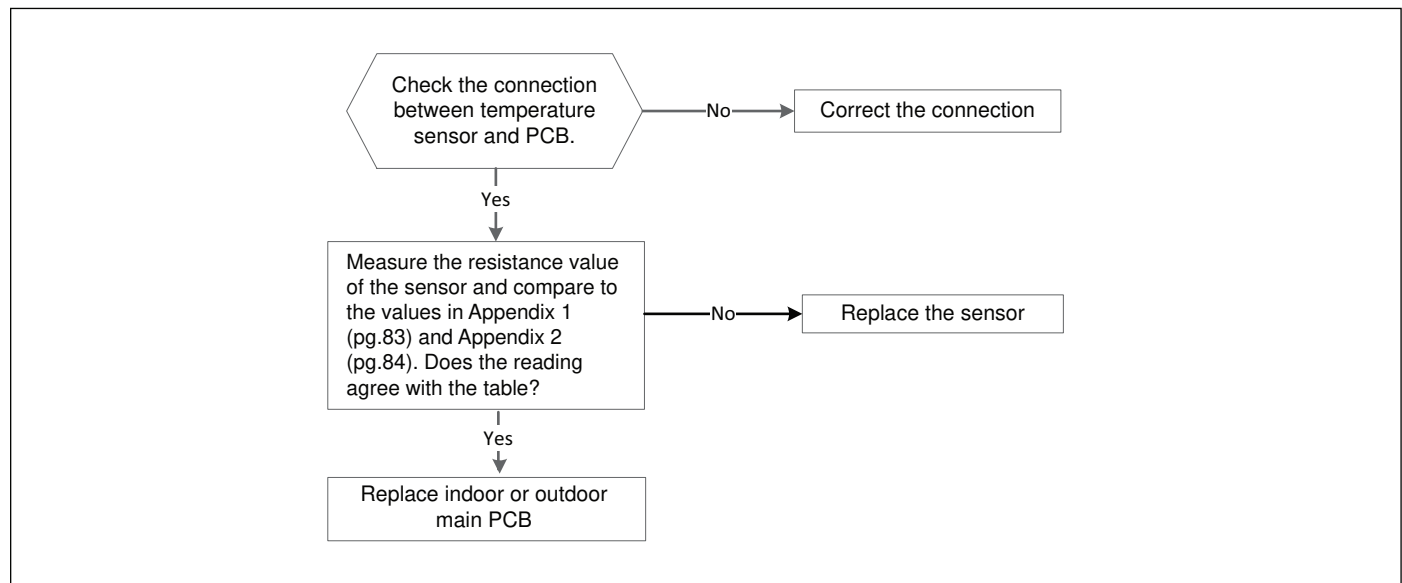 Check the connection
between temperature
sensor and PCB.
No
Correct the connection
Yes
Measure the resistance value
of the sensor and compare to
the values in Appendix 1
(pg.83) and Appendix 2
(pg.84). Does the reading
agree with the table?
No
Replace the sensor
Yes
Replace indoor or outdoor
main PCB